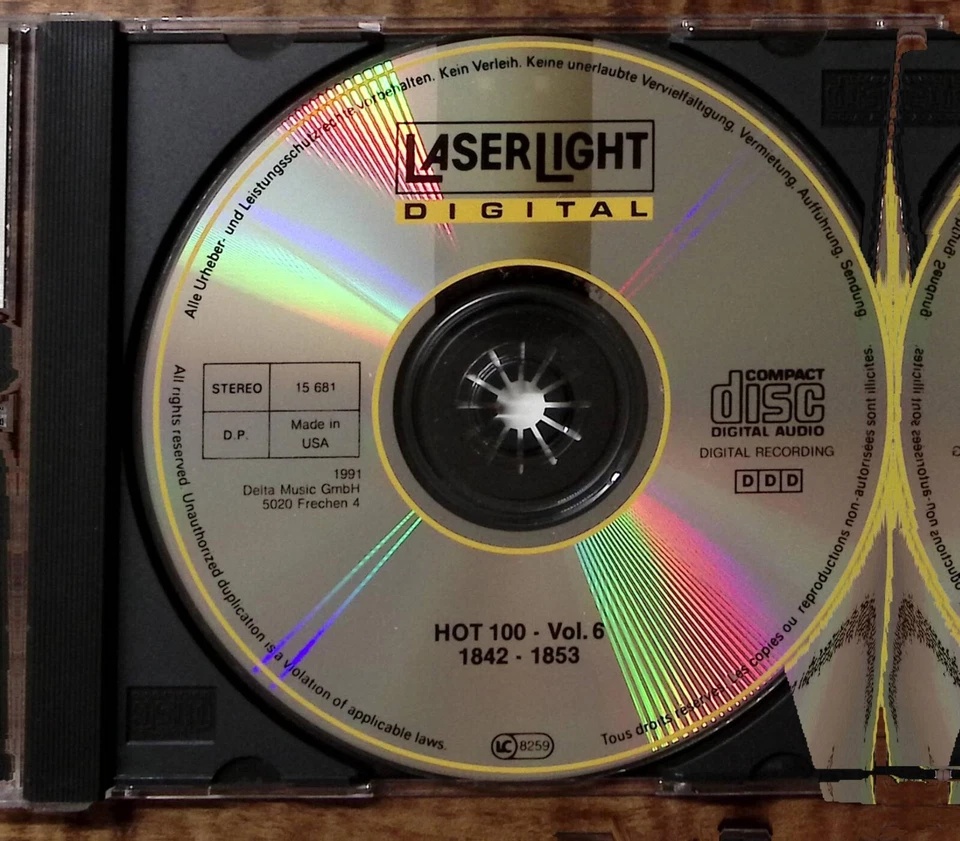 Alle Urheber- und Leistungsschutzrechte vorbehalten. Kein Verleih. Keine unerlaubte Vervielfältigung, Vermietung, Aufführung, Sendung.
LASERLIGHT
DIGITAL
STEREO 15 681
D.P. Made in USA
1991
Delta Music GmbH
5020 Frechen 4
COMPACT
disc
DIGITAL AUDIO
DIGITAL RECORDING
DDD
HOT 100 - Vol. 6
1842 - 1853
LC 8259
All rights reserved. Unauthorized duplication is a violation of applicable laws.
Tous droits réservés. Les copies ou reproductions non-autorisées sont illicites.